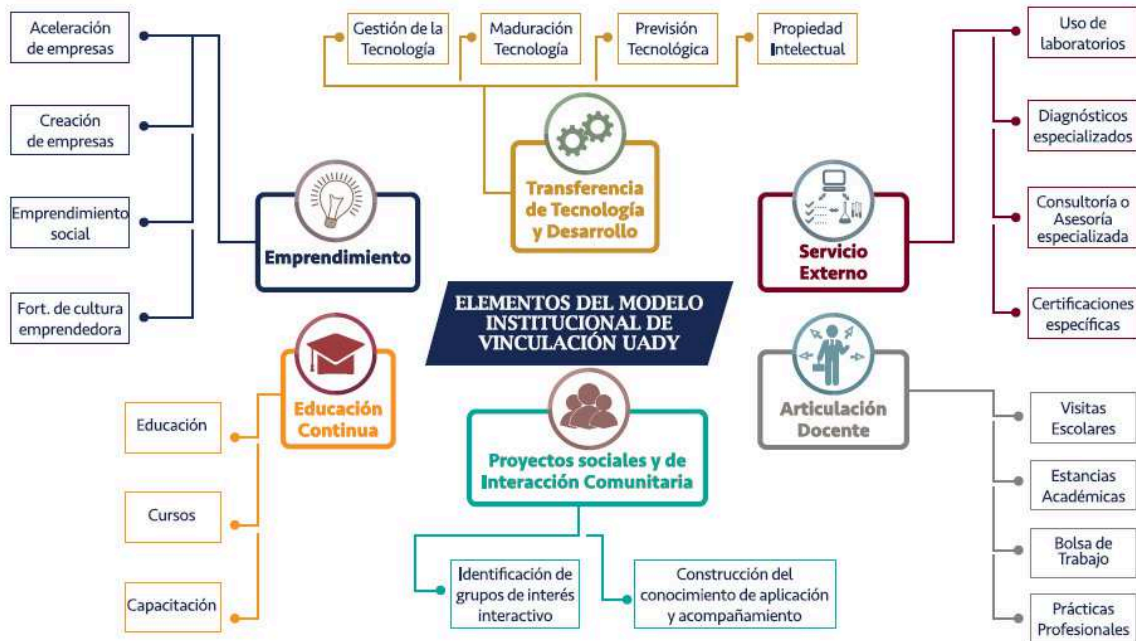 Aceleración
de empresas
Creación
de empresas
Emprendimiento
social
Fort. de cultura
emprendedora
Emprendimiento
Gestión de la
Tecnología
Maduración
Tecnología
Previsión
Tecnológica
Propiedad
Intelectual
Transferencia
de Tecnología
y Desarrollo
Uso de
laboratorios
Diagnósticos
especializados
Consultoría o
Asesoría
especializada
Certificaciones
específicas
Servicio
Externo
ELEMENTOS DEL MODELO
INSTITUCIONAL DE
VINCULACIÓN UADY
Educación
Continua
Educación
Cursos
Capacitación
Proyectos sociales y de
Interacción Comunitaria
Identificación de
grupos de interés
interactivo
Construcción del
conocimiento de aplicación
y acompañamiento
Articulación
Docente
Visitas
Escolares
Estancias
Académicas
Bolsa de
Trabajo
Prácticas
Profesionales